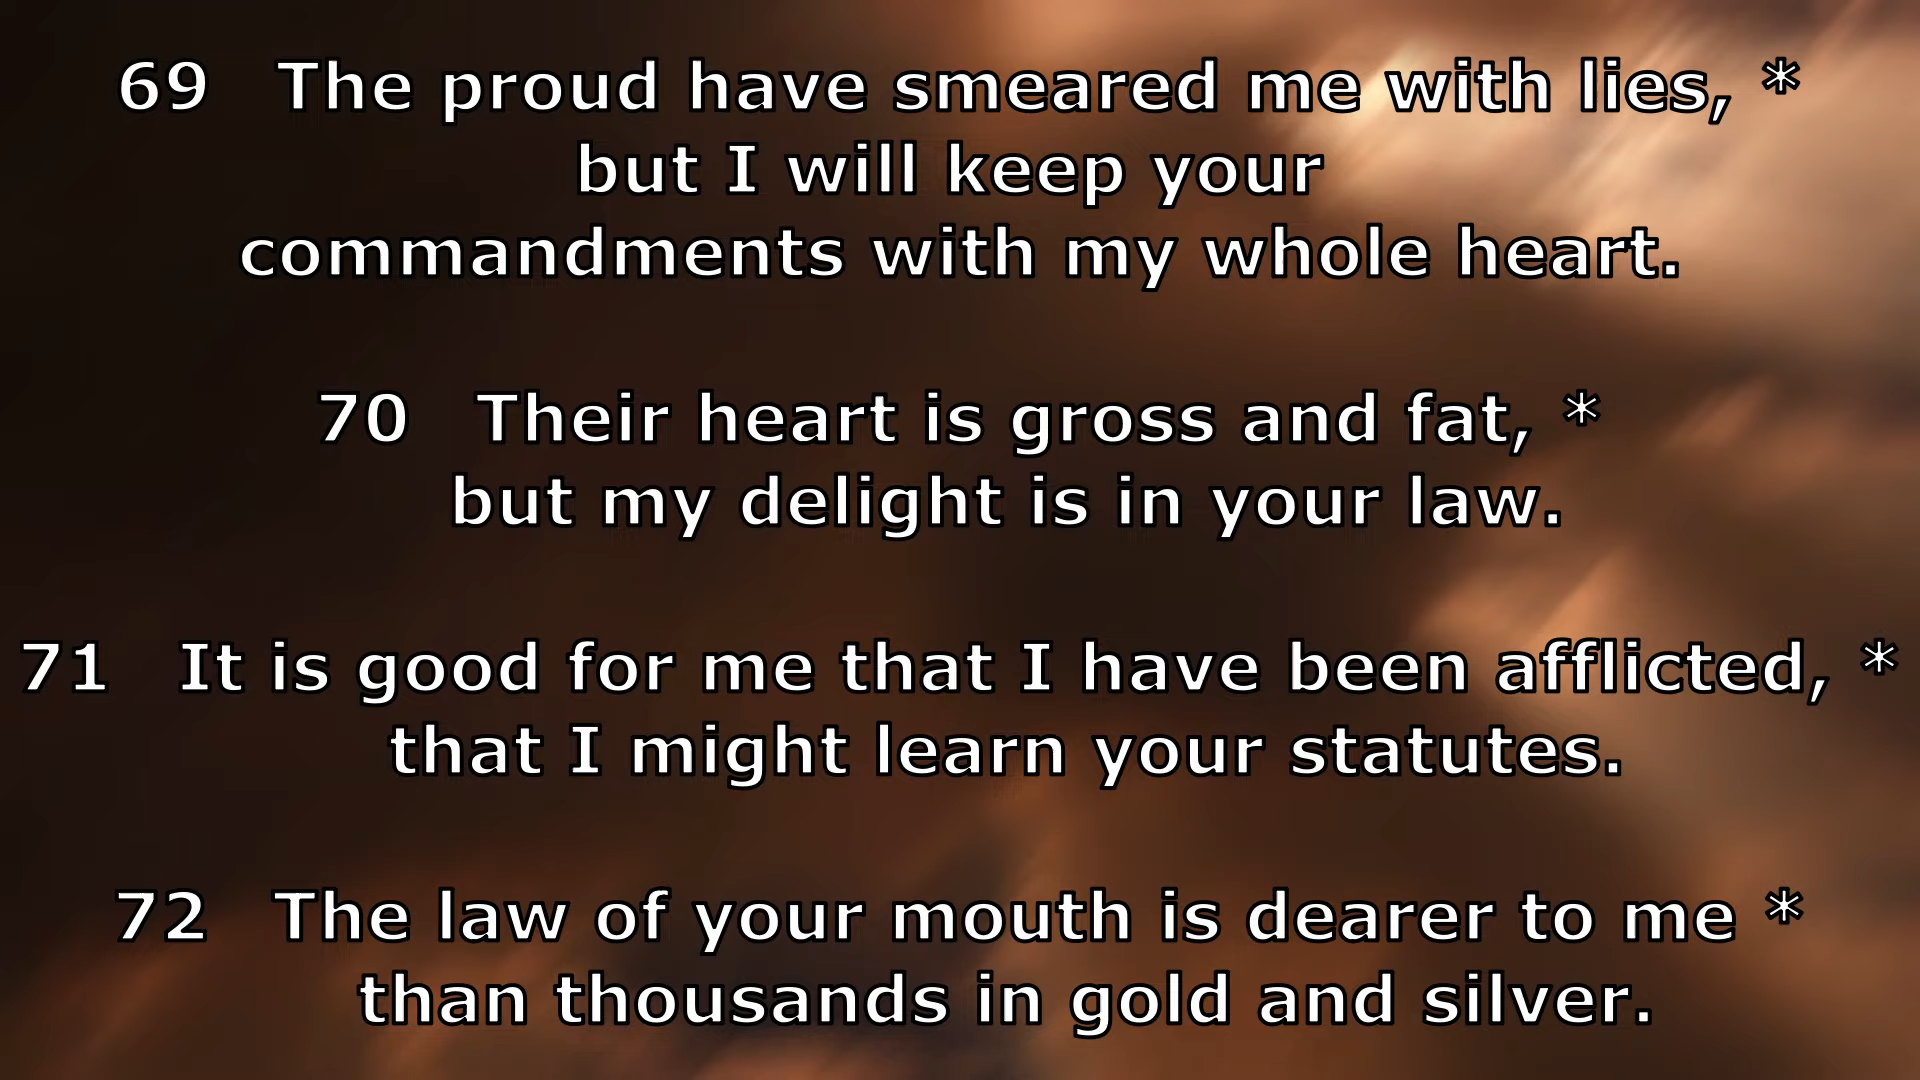 69 The proud have smeared me with lies, *
but I will keep your
commandments with my whole heart.
70 Their heart is gross and fat, *
but my delight is in your law.
71 It is good for me that I have been afflicted, *
that I might learn your statutes.
72 The law of your mouth is dearer to me *
than thousands in gold and silver.